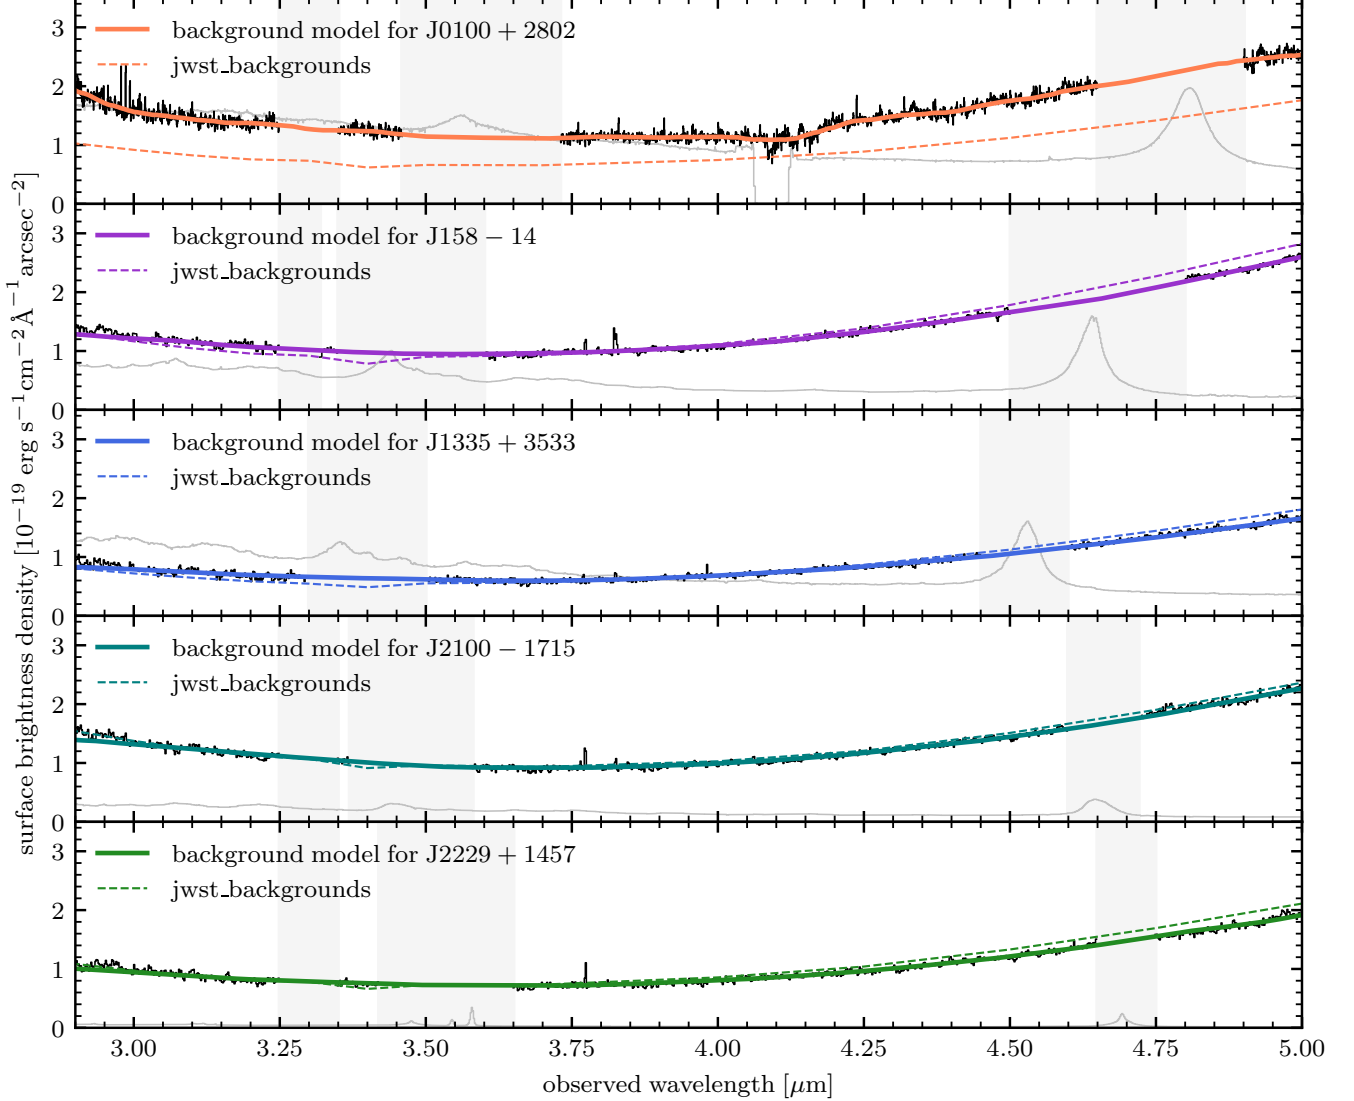 3
background model for J0100 + 2802
jwst_backgrounds
2
1
0
3
background model for J158 − 14
jwst_backgrounds
2
1
0
3
background model for J1335 + 3533
jwst_backgrounds
2
1
0
3
background model for J2100 − 1715
jwst_backgrounds
2
1
0
3
background model for J2229 + 1457
jwst_backgrounds
2
1
0
surface brightness density [10⁻¹⁹ erg s⁻¹cm⁻² Å⁻¹ arcsec⁻²]
3.00 3.25 3.50 3.75 4.00 4.25 4.50 4.75 5.00
observed wavelength [μm]